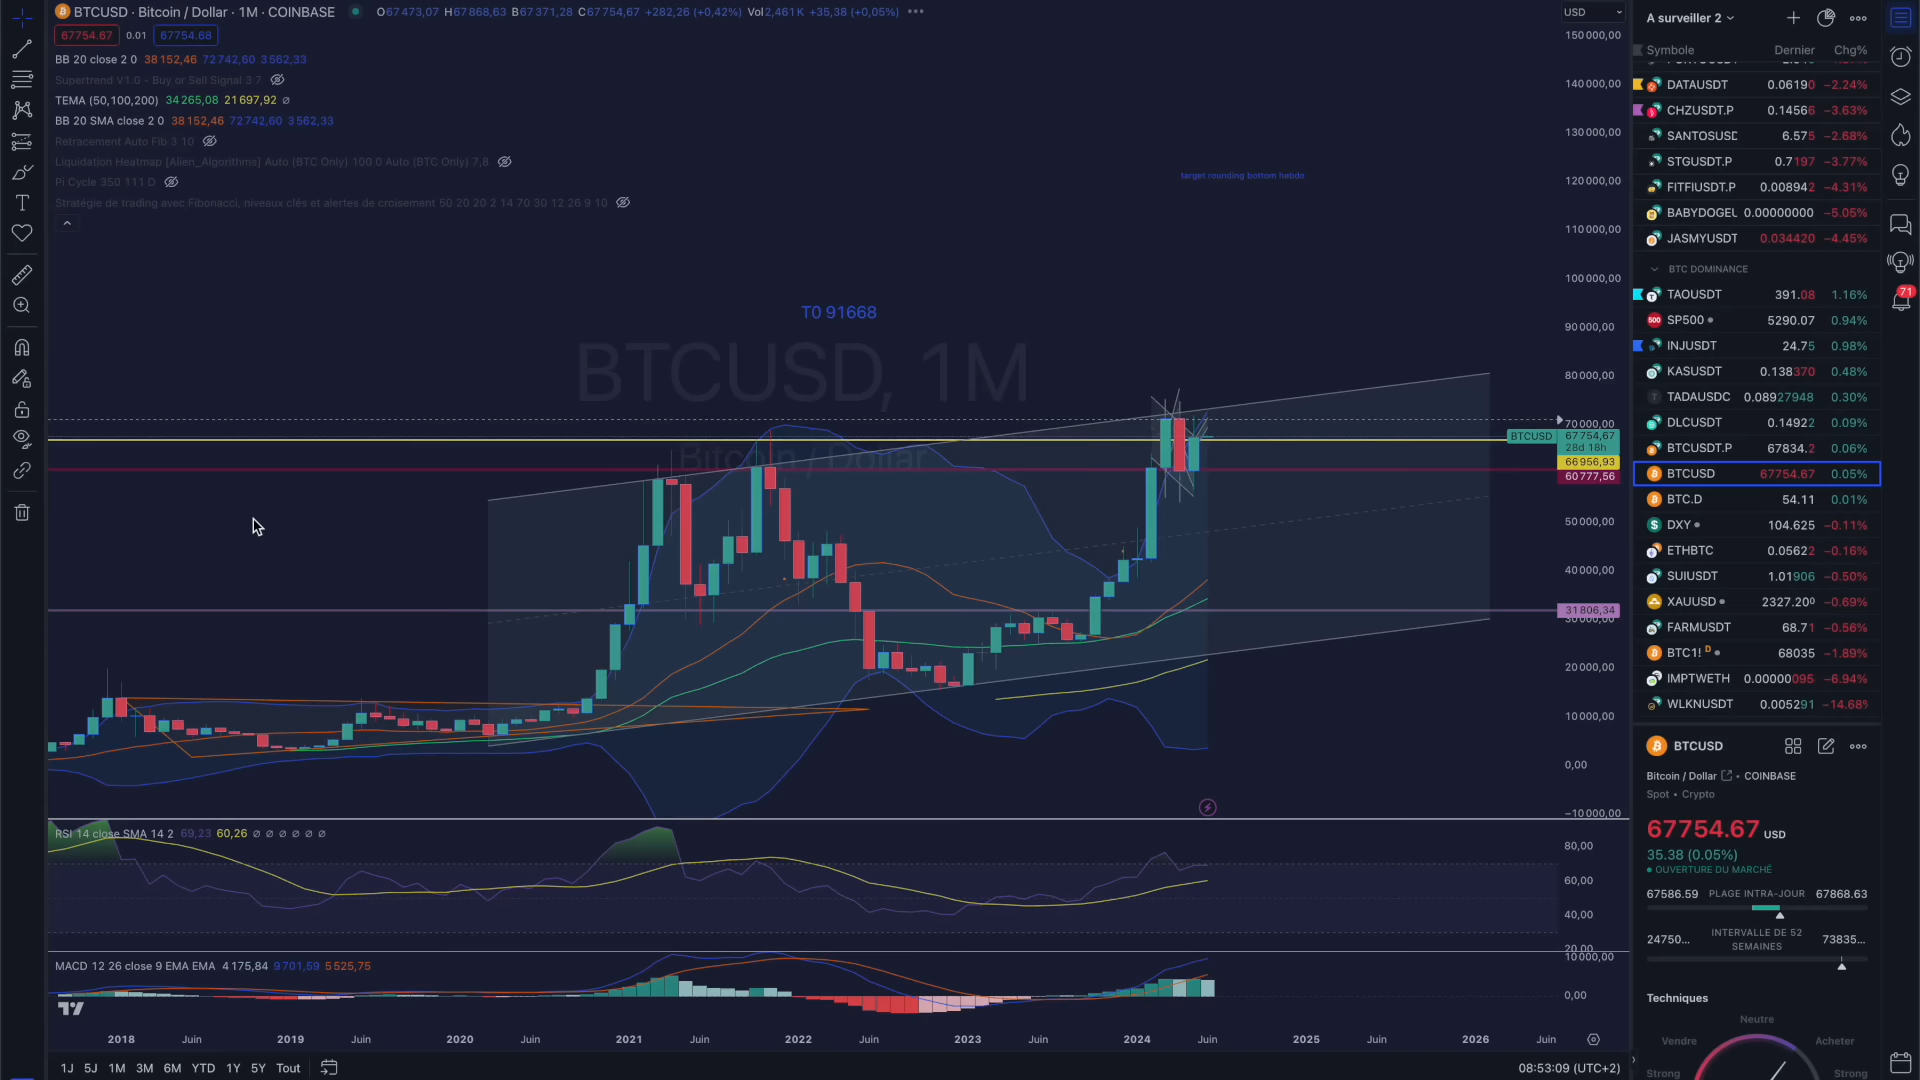 BTCUSD · Bitcoin / Dollar · 1M · COINBASE
O67473,07 H67868,63 B67371,28 C67754,67 +282,26 (+0,42%) Vol2,461 K +35,38 (+0,05%)
67754.67 0.01 67754.68
BB 20 close 2 0 38152,46 72742,60 3562,33
Supertrend V1.0 - Buy or Sell Signal 3 7
TEMA (50,100,200) 34265,08 21697,92 ∅
BB 20 SMA close 2 0 38152,46 72742,60 3562,33
Retracement Auto Fib 3 10
Liquidation Heatmap [Alien_Algorithms] Auto (BTC Only) 100 0 Auto (BTC Only) 7,8
Pi Cycle 350 111 D
Stratégie de trading avec Fibonacci, niveaux clés et alertes de croisement 50 20 20 2 14 70 30 12 26 9 10
target rounding bottom hebdo
T0 91668
BTCUSD, 1M
Bitcoin / Dollar
USD
150000,00
140000,00
130000,00
120000,00
110000,00
100000,00
90000,00
80000,00
70000,00
BTCUSD 67754,67
28d 18h
66956,93
60777,56
50000,00
40000,00
31806,34
30000,00
20000,00
10000,00
0,00
−10000,00
RSI 14 close SMA 14 2 69,23 60,26 ∅ ∅ ∅ ∅ ∅ ∅
80,00
60,00
40,00
20,00
MACD 12 26 close 9 EMA EMA 4175,84 9701,59 5525,75
10000,00
0,00
2018 Juin 2019 Juin 2020 Juin 2021 Juin 2022 Juin 2023 Juin 2024 Juin 2025 Juin 2026 Juin
1J 5J 1M 3M 6M YTD 1Y 5Y Tout
08:53:09 (UTC+2)
A surveiller 2
Symbole Dernier Chg%
DATAUSDT 0.06190 −2.24%
CHZUSDT.P 0.14566 −3.63%
SANTOSUSD 6.575 −2.68%
STGUSDT.P 0.7197 −3.77%
FITFIUSDT.P 0.008942 −4.31%
BABYDOGEU 0.00000000 −5.05%
JASMYUSDT 0.034420 −4.45%
BTC DOMINANCE
TAOUSDT 391.08 1.16%
500 SP500 5290.07 0.94%
INJUSDT 24.75 0.98%
KASUSDT 0.138370 0.48%
T TADAUSDC 0.08927948 0.30%
DLCUSDT 0.14922 0.09%
BTCUSDT.P 67834.2 0.06%
BTCUSD 67754.67 0.05%
BTC.D 54.11 0.01%
DXY 104.625 −0.11%
ETHBTC 0.05622 −0.16%
SUIUSDT 1.01906 −0.50%
XAUUSD 2327.200 −0.69%
FARMUSDT 68.71 −0.56%
BTC1! D 68035 −1.89%
IMPTWETH 0.00000095 −6.94%
WLKNUSDT 0.005291 −14.68%
71
BTCUSD
Bitcoin / Dollar • COINBASE
Spot • Crypto
67754.67 USD
35.38 (0.05%)
OUVERTURE DU MARCHÉ
67586.59 PLAGE INTRA-JOUR 67868.63
24750... INTERVALLE DE 52 SEMAINES 73835...
Techniques
Neutre
Vendre Acheter
Strong Strong